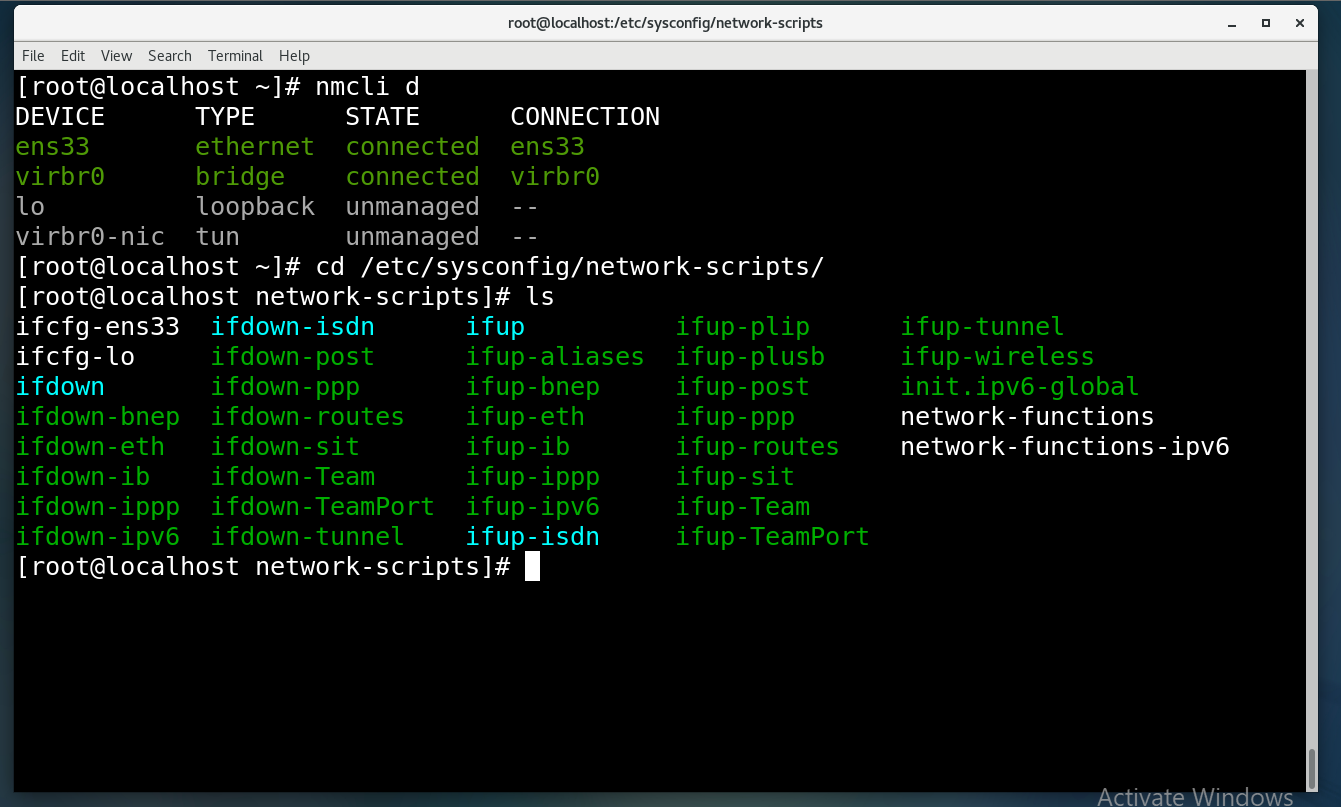 root@localhost:/etc/sysconfig/network-scripts
File Edit View Search Terminal Help
[root@localhost ~]# nmcli d
DEVICE      TYPE      STATE      CONNECTION
ens33       ethernet  connected  ens33
virbr0      bridge    connected  virbr0
lo          loopback  unmanaged  --
virbr0-nic  tun       unmanaged  --
[root@localhost ~]# cd /etc/sysconfig/network-scripts/
[root@localhost network-scripts]# ls
ifcfg-ens33  ifdown-isdn      ifup          ifup-plip      ifup-tunnel
ifcfg-lo     ifdown-post      ifup-aliases  ifup-plusb     ifup-wireless
ifdown       ifdown-ppp       ifup-bnep     ifup-post      init.ipv6-global
ifdown-bnep  ifdown-routes    ifup-eth      ifup-ppp       network-functions
ifdown-eth   ifdown-sit       ifup-ib       ifup-routes    network-functions-ipv6
ifdown-ib    ifdown-Team      ifup-ippp     ifup-sit
ifdown-ippp  ifdown-TeamPort  ifup-ipv6     ifup-Team
ifdown-ipv6  ifdown-tunnel    ifup-isdn     ifup-TeamPort
[root@localhost network-scripts]#
Activate Windows